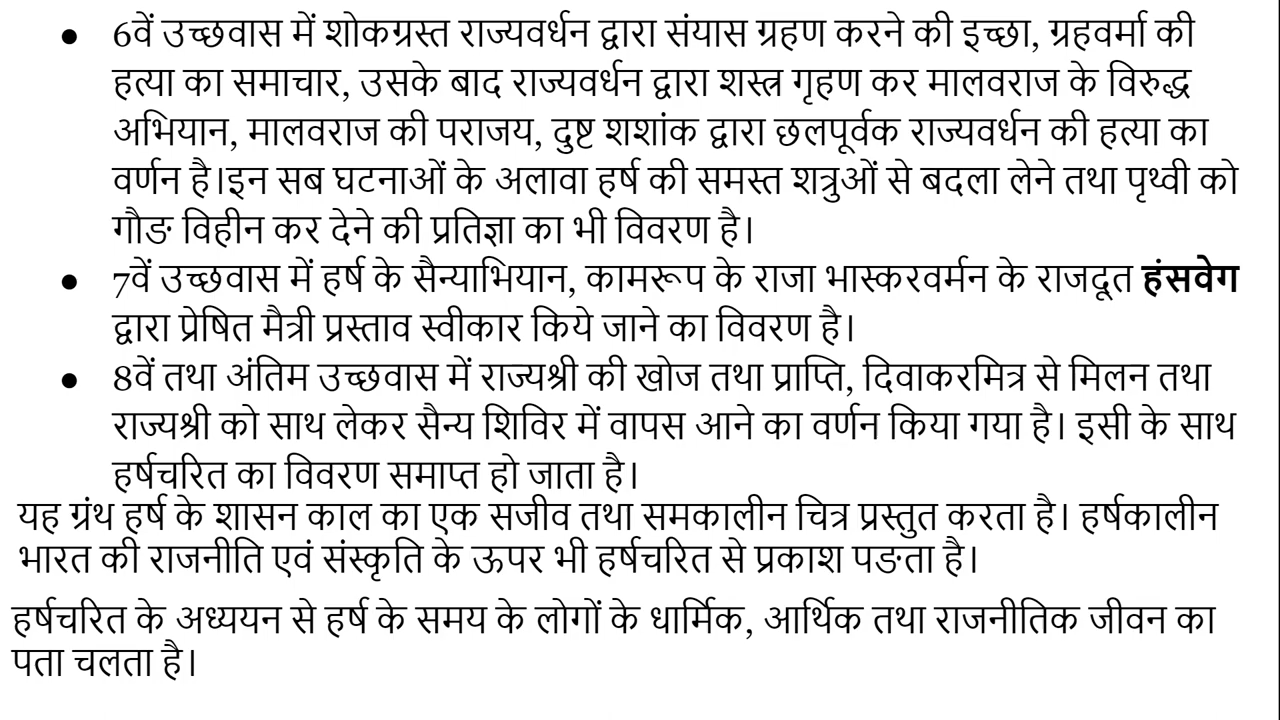 ● 6वें उच्छवास में शोकग्रस्त राज्यवर्धन द्वारा संयास ग्रहण करने की इच्छा, ग्रहवर्मा की
हत्या का समाचार, उसके बाद राज्यवर्धन द्वारा शस्त्र गृहण कर मालवराज के विरुद्ध
अभियान, मालवराज की पराजय, दुष्ट शशांक द्वारा छलपूर्वक राज्यवर्धन की हत्या का
वर्णन है।इन सब घटनाओं के अलावा हर्ष की समस्त शत्रुओं से बदला लेने तथा पृथ्वी को
गौङ विहीन कर देने की प्रतिज्ञा का भी विवरण है।
● 7वें उच्छवास में हर्ष के सैन्याभियान, कामरूप के राजा भास्करवर्मन के राजदूत हंसवेग
द्वारा प्रेषित मैत्री प्रस्ताव स्वीकार किये जाने का विवरण है।
● 8वें तथा अंतिम उच्छवास में राज्यश्री की खोज तथा प्राप्ति, दिवाकरमित्र से मिलन तथा
राज्यश्री को साथ लेकर सैन्य शिविर में वापस आने का वर्णन किया गया है। इसी के साथ
हर्षचरित का विवरण समाप्त हो जाता है।
यह ग्रंथ हर्ष के शासन काल का एक सजीव तथा समकालीन चित्र प्रस्तुत करता है। हर्षकालीन
भारत की राजनीति एवं संस्कृति के ऊपर भी हर्षचरित से प्रकाश पङता है।
हर्षचरित के अध्ययन से हर्ष के समय के लोगों के धार्मिक, आर्थिक तथा राजनीतिक जीवन का
पता चलता है।